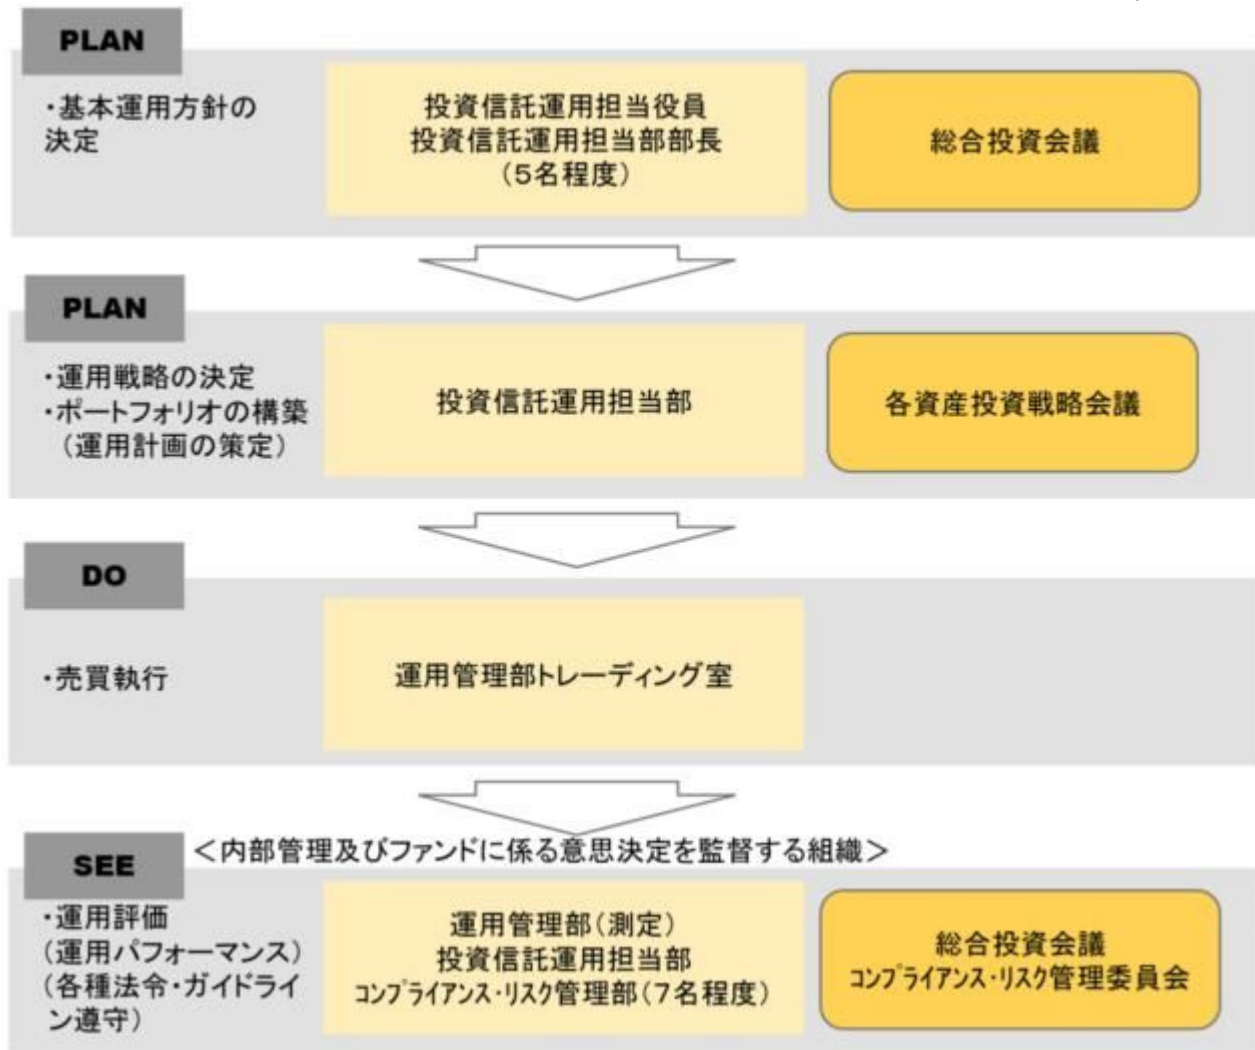 PLAN
・基本運用方針の
決定
投資信託運用担当役員
投資信託運用担当部部長
(5名程度)
総合投資会議
PLAN
・運用戦略の決定
・ポートフォリオの構築
(運用計画の策定)
投資信託運用担当部
各資産投資戦略会議
DO
・売買執行
運用管理部トレーディング室
SEE
＜内部管理及びファンドに係る意思決定を監督する組織＞
・運用評価
(運用パフォーマンス)
(各種法令・ガイドライ
ン遵守)
運用管理部(測定)
投資信託運用担当部
ｺﾝﾌﾟﾗｲｱﾝｽ・ﾘｽｸ管理部(7名程度)
総合投資会議
ｺﾝﾌﾟﾗｲｱﾝｽ・ﾘｽｸ管理委員会